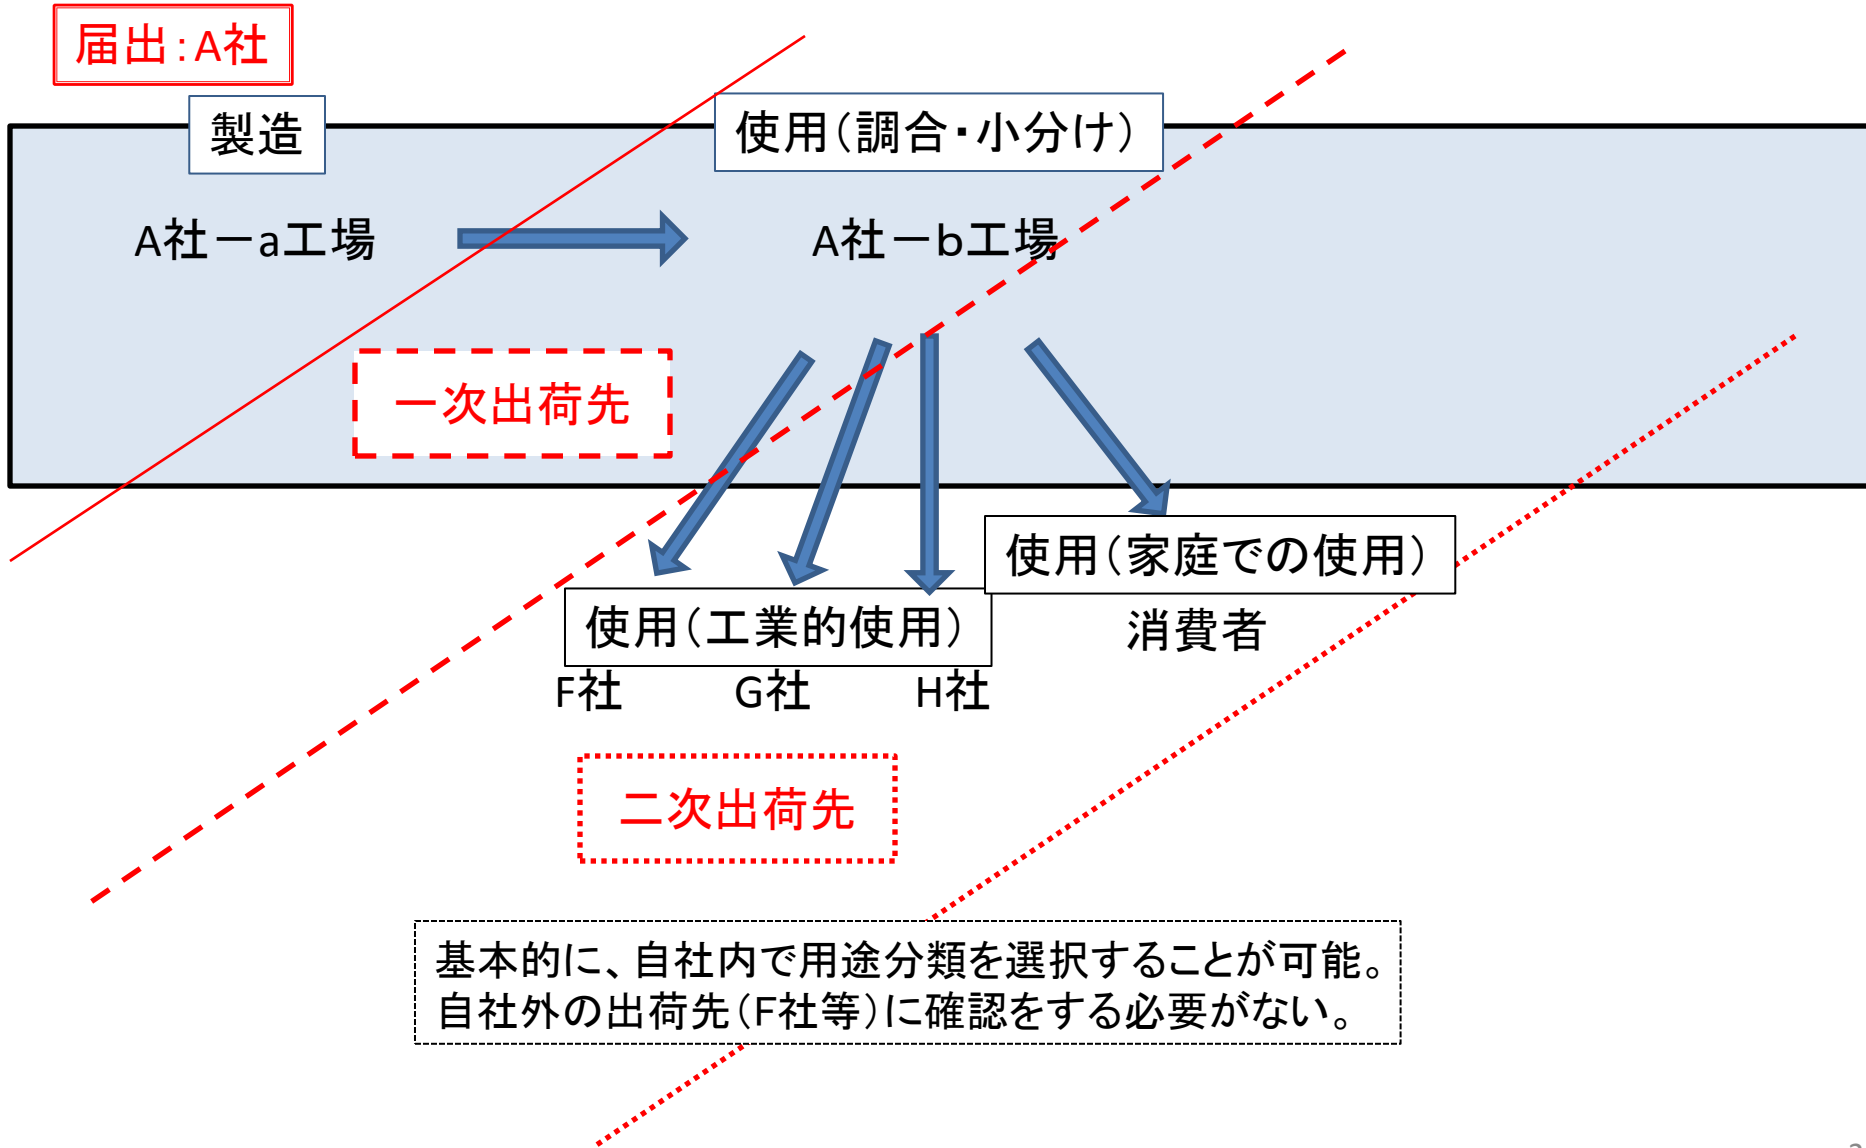 届出：A社
製造
使用（調合・小分け）
A社－a工場
A社－b工場
一次出荷先
使用（家庭での使用）
消費者
使用（工業的使用）
F社
G社
H社
二次出荷先
基本的に、自社内で用途分類を選択することが可能。
自社外の出荷先（F社等）に確認をする必要がない。